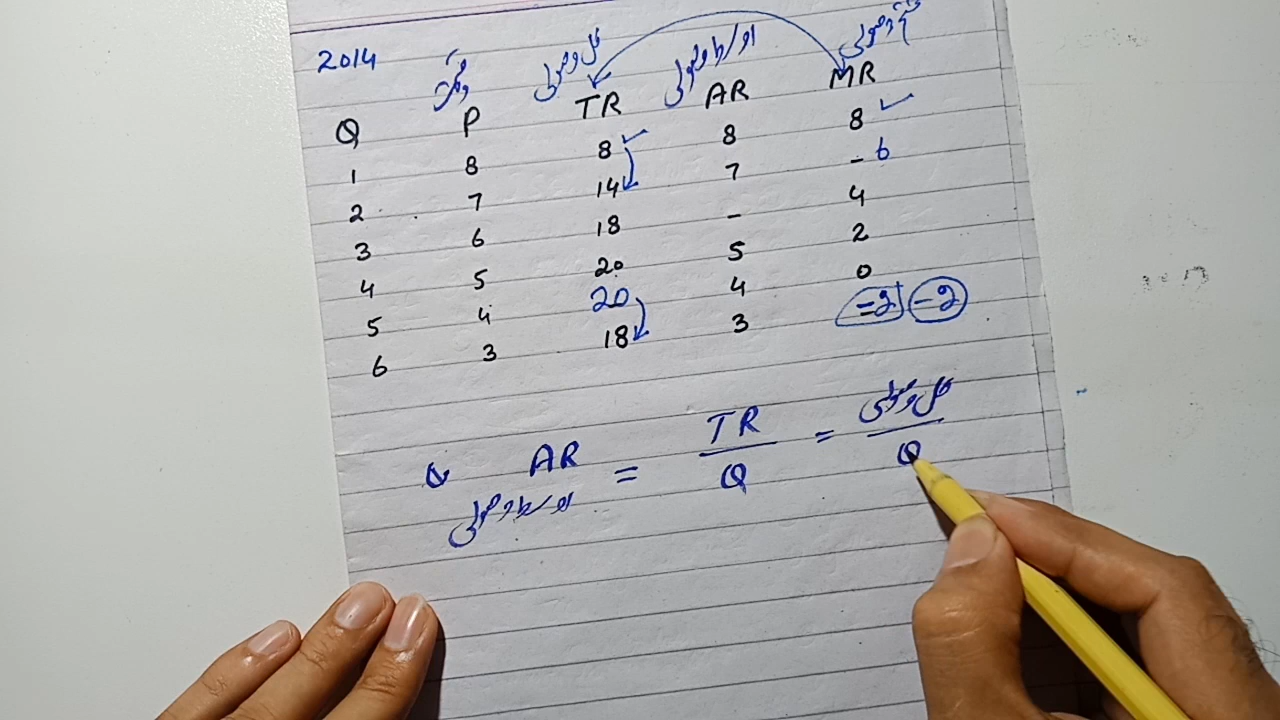 2014
قیمت کل وصولی اوسط وصولی مختتم وصولی
Q P TR AR MR
1 8 8 8 8
2 7 14 7 - 6
3 6 18 - 4
4 5 20 5 2
5 4 20 4 0
6 3 18 3 =2 -2
AR = TR / Q = کل وصولی / Q
اوسط وصولی